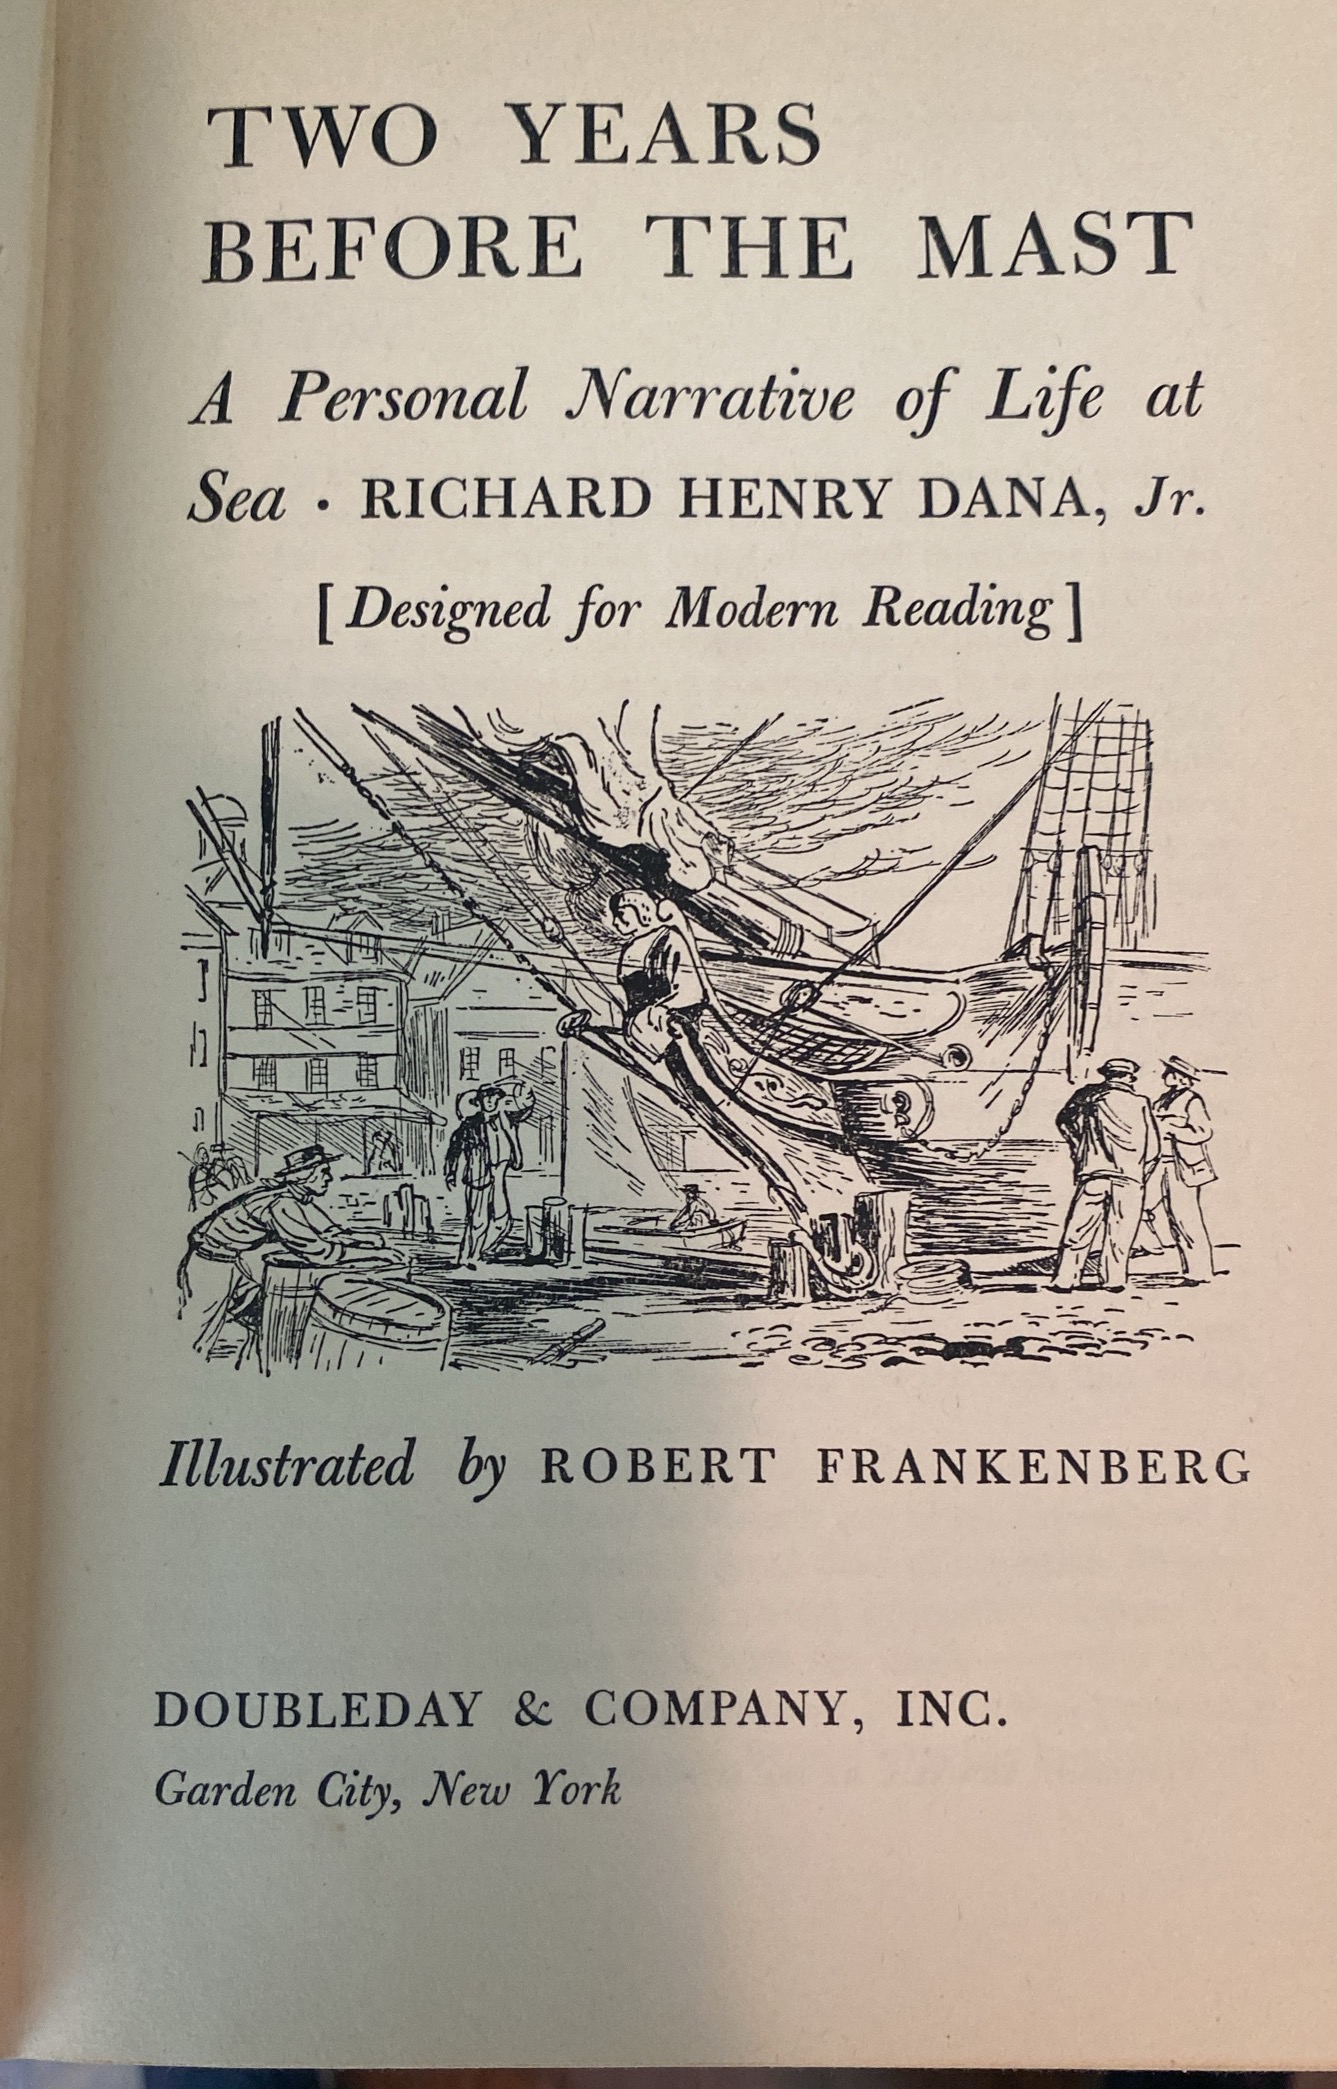 TWO YEARS
BEFORE THE MAST
A Personal Narrative of Life at
Sea · RICHARD HENRY DANA, Jr.
[Designed for Modern Reading]
Illustrated by ROBERT FRANKENBERG
DOUBLEDAY & COMPANY, INC.
Garden City, New York